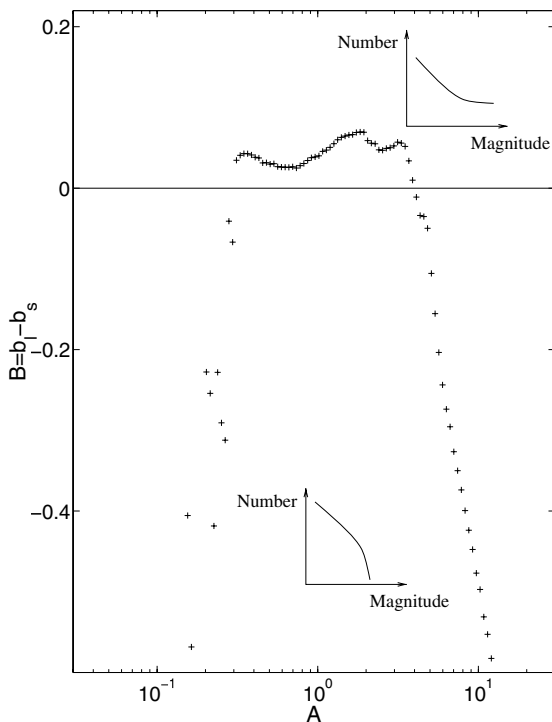 0.2
Number
Magnitude
0
B=b_l-b_s
-0.2
-0.4
Number
Magnitude
10^-1
10^0
10^1
A